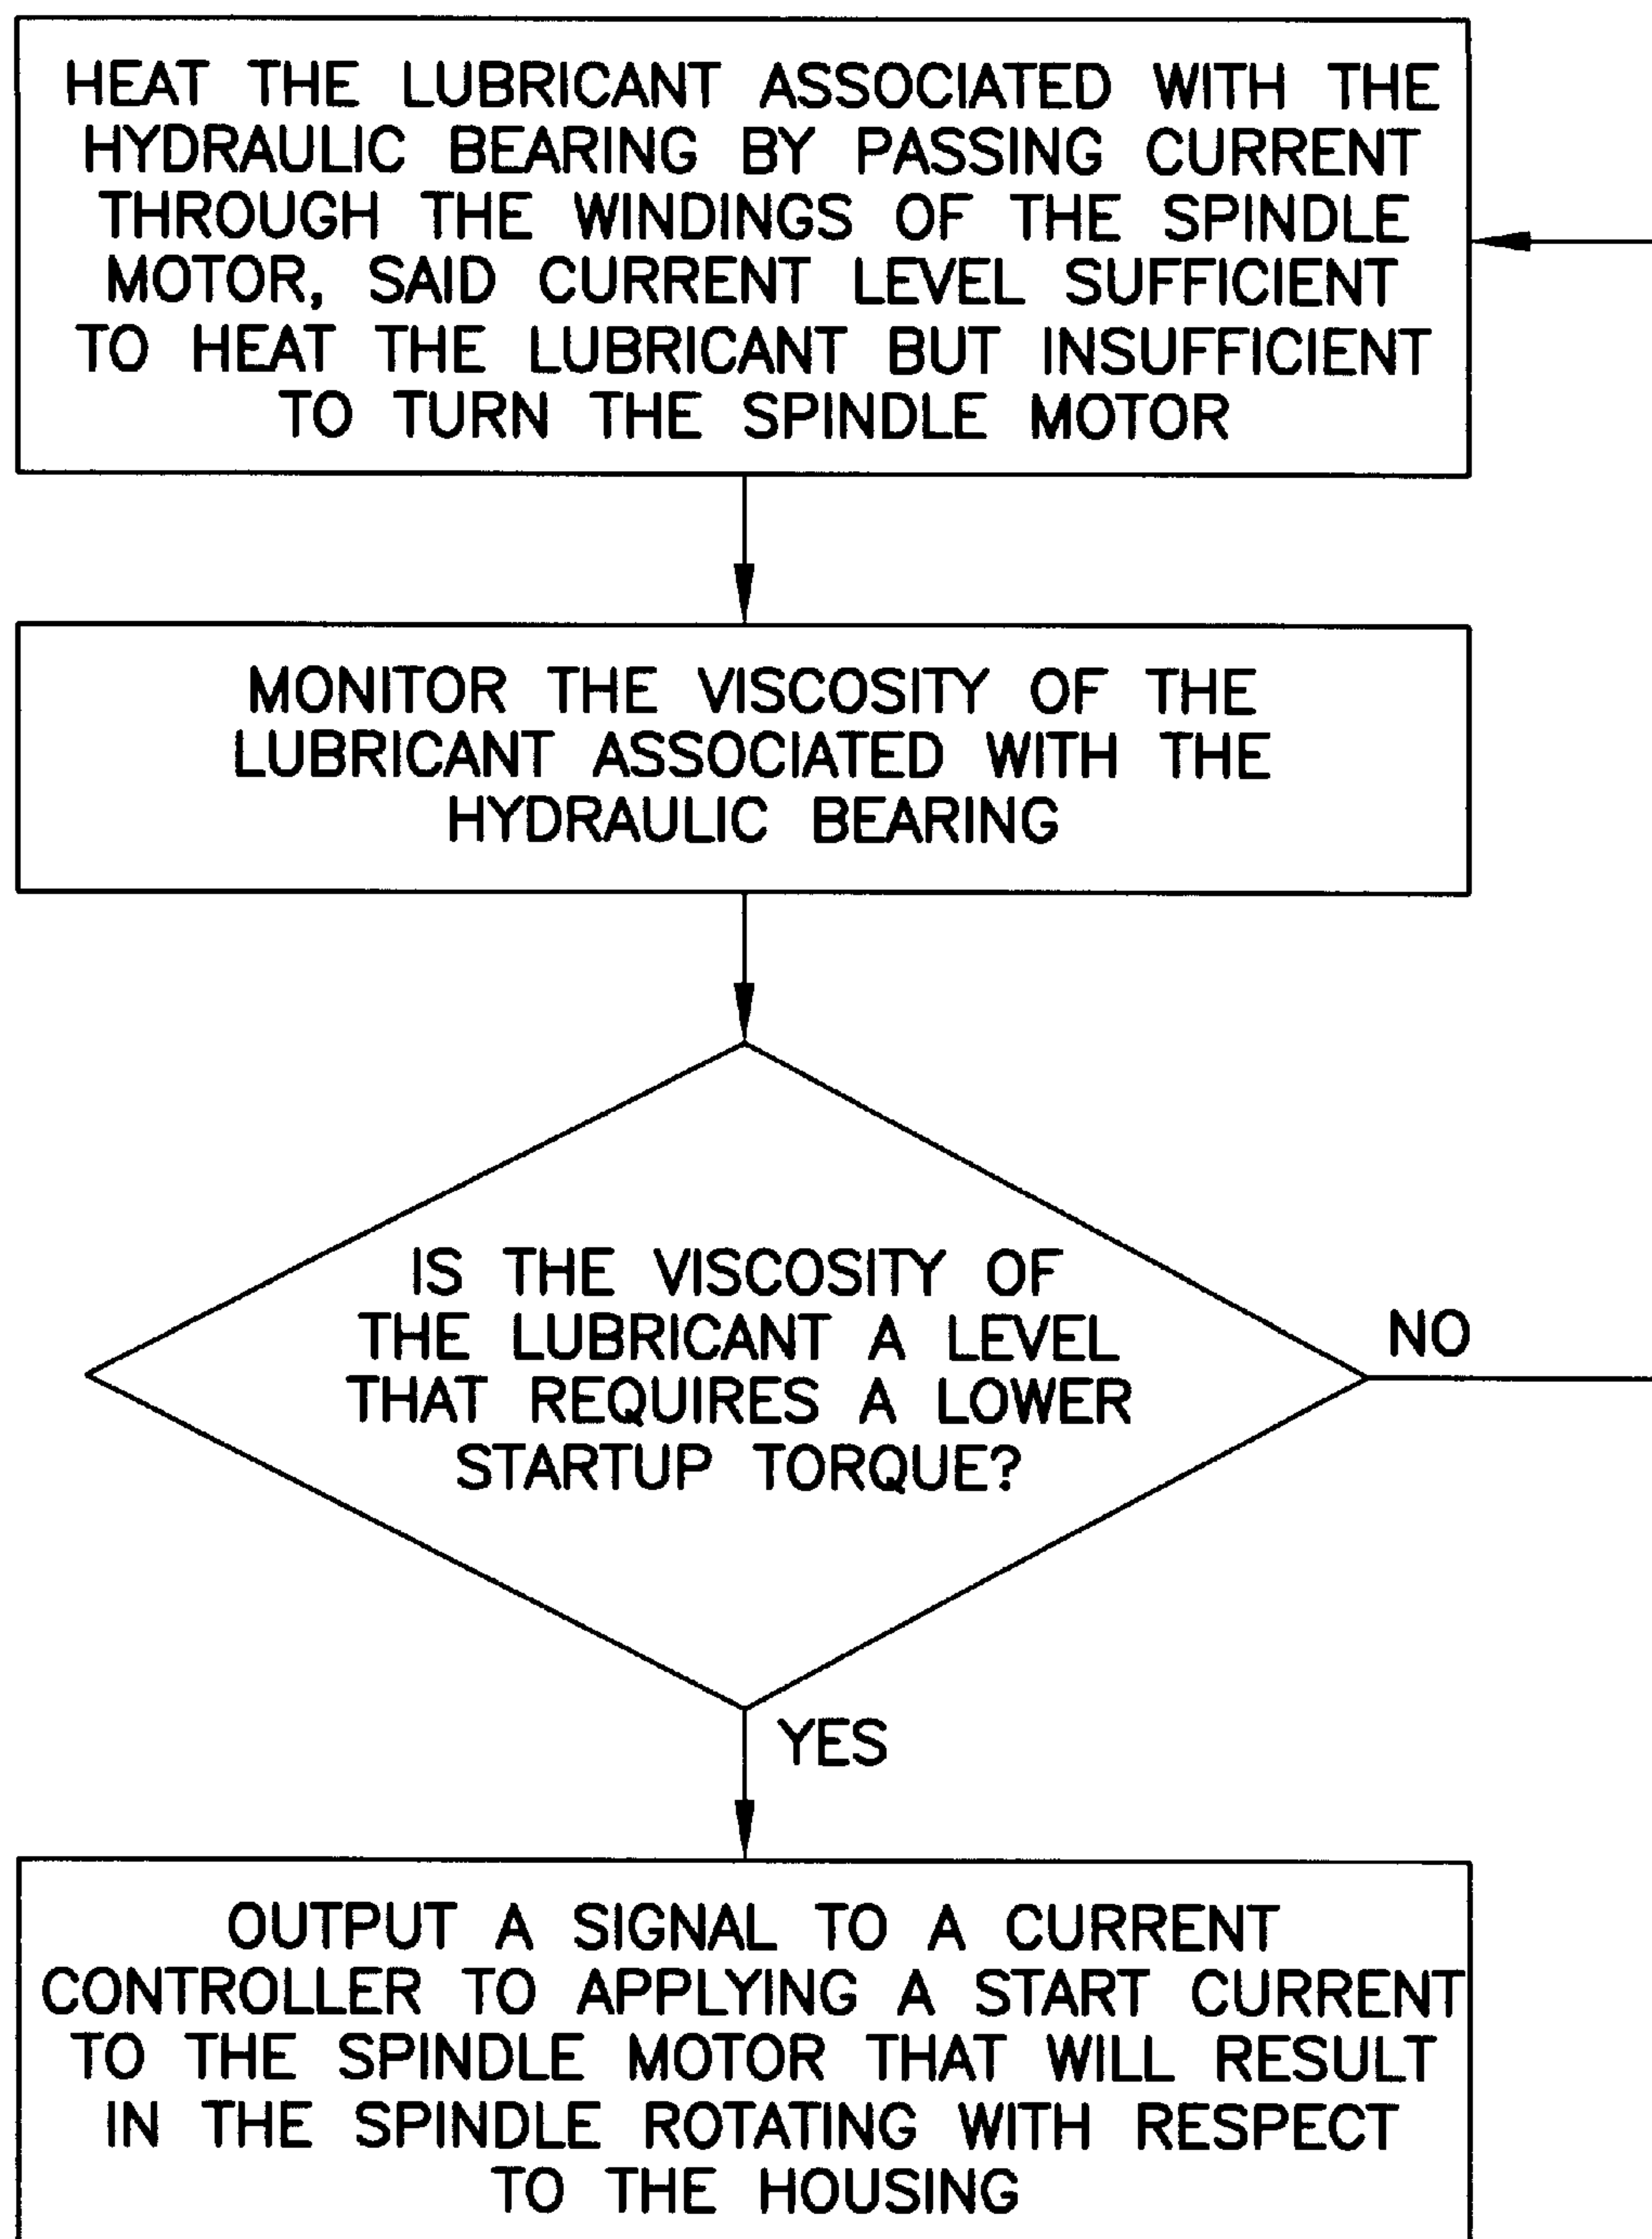 HEAT THE LUBRICANT ASSOCIATED WITH THE
HYDRAULIC BEARING BY PASSING CURRENT
THROUGH THE WINDINGS OF THE SPINDLE
MOTOR, SAID CURRENT LEVEL SUFFICIENT
TO HEAT THE LUBRICANT BUT INSUFFICIENT
TO TURN THE SPINDLE MOTOR
MONITOR THE VISCOSITY OF THE
LUBRICANT ASSOCIATED WITH THE
HYDRAULIC BEARING
IS THE VISCOSITY OF
THE LUBRICANT A LEVEL
THAT REQUIRES A LOWER
STARTUP TORQUE?
NO
YES
OUTPUT A SIGNAL TO A CURRENT
CONTROLLER TO APPLYING A START CURRENT
TO THE SPINDLE MOTOR THAT WILL RESULT
IN THE SPINDLE ROTATING WITH RESPECT
TO THE HOUSING